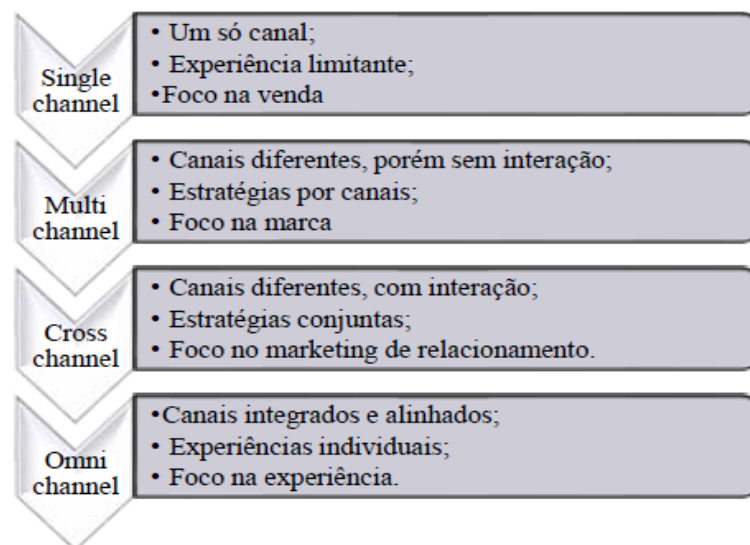 Single
channel
• Um só canal;
• Experiência limitante;
•Foco na venda
Multi
channel
• Canais diferentes, porém sem interação;
• Estratégias por canais;
• Foco na marca
Cross
channel
• Canais diferentes, com interação;
• Estratégias conjuntas;
• Foco no marketing de relacionamento.
Omni
channel
•Canais integrados e alinhados;
• Experiências individuais;
• Foco na experiência.